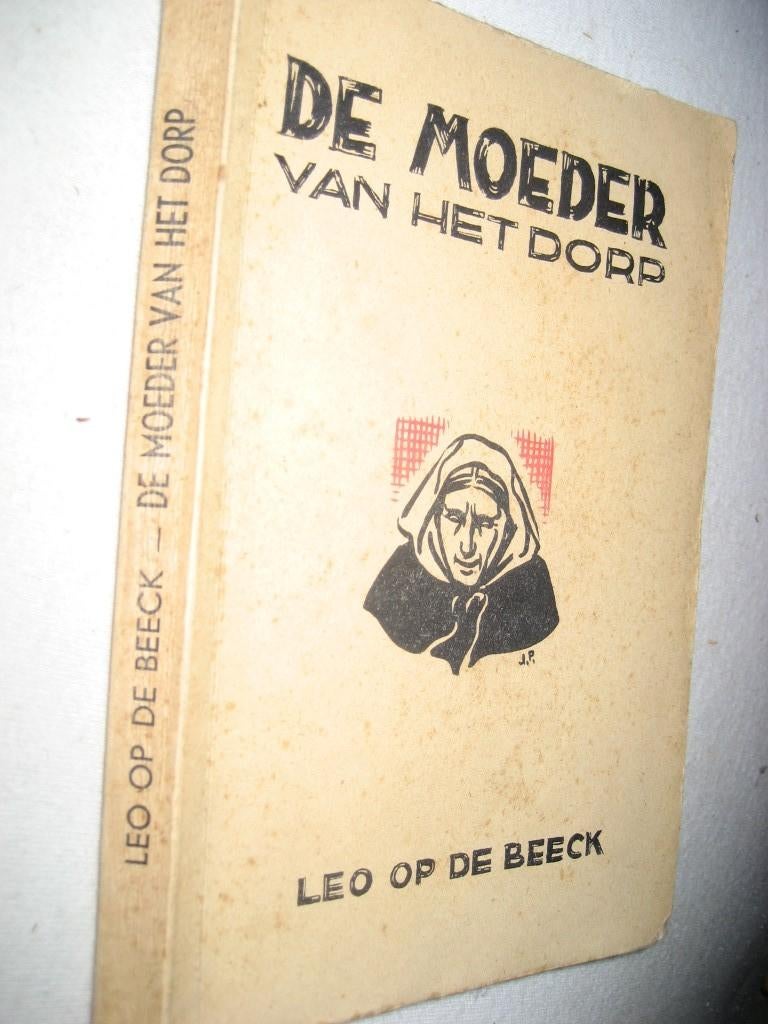 DE MOEDER
VAN HET DORP
J.P.
LEO OP DE BEECK
LEO OP DE BEECK — DE MOEDER VAN HET DORP